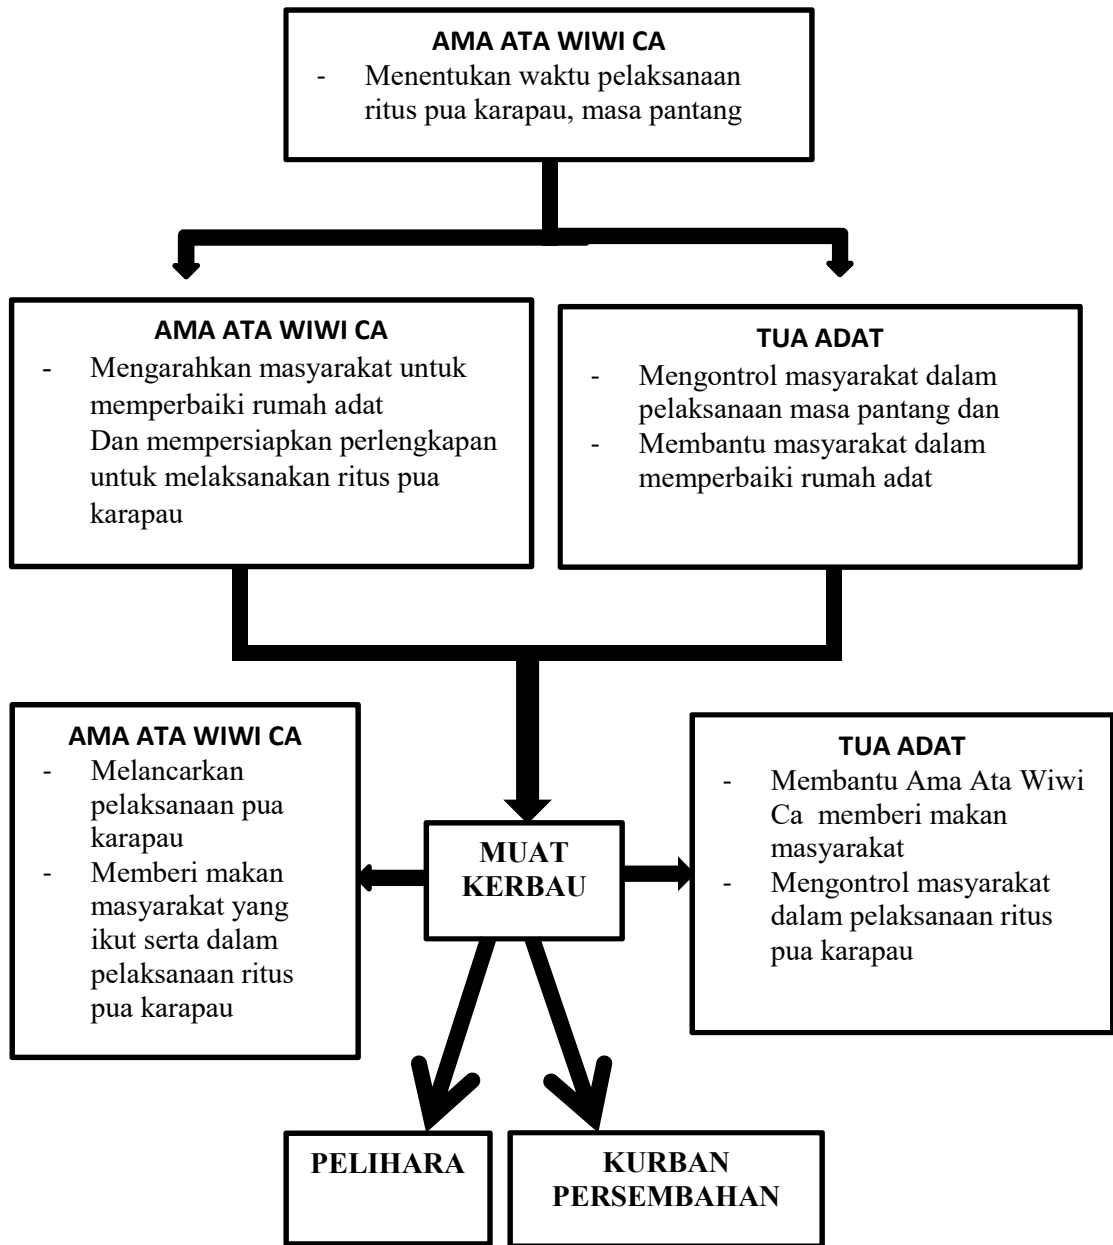 AMA ATA WIWI CA
- Menentukan waktu pelaksanaan
ritus pua karapau, masa pantang
AMA ATA WIWI CA
- Mengarahkan masyarakat untuk
memperbaiki rumah adat
Dan mempersiapkan perlengkapan
untuk melaksanakan ritus pua
karapau
TUA ADAT
- Mengontrol masyarakat dalam
pelaksanaan masa pantang dan
- Membantu masyarakat dalam
memperbaiki rumah adat
AMA ATA WIWI CA
- Melancarkan
pelaksanaan pua
karapau
- Memberi makan
masyarakat yang
ikut serta dalam
pelaksanaan ritus
pua karapau
MUAT
KERBAU
TUA ADAT
- Membantu Ama Ata Wiwi
Ca memberi makan
masyarakat
- Mengontrol masyarakat
dalam pelaksanaan ritus
pua karapau
PELIHARA
KURBAN
PERSEMBAHAN